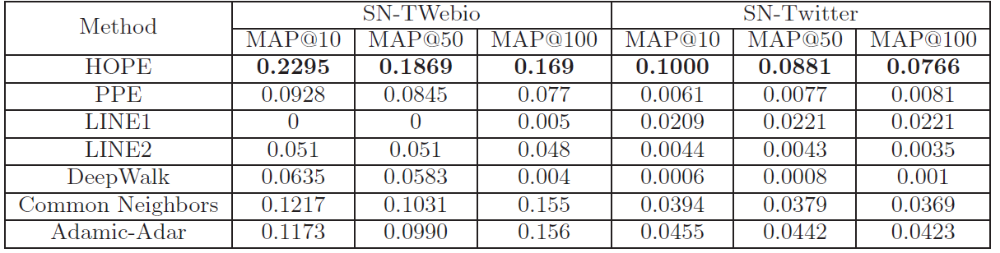 Method SN-TWebio SN-Twitter
MAP@10 MAP@50 MAP@100 MAP@10 MAP@50 MAP@100
HOPE 0.2295 0.1869 0.169 0.1000 0.0881 0.0766
PPE 0.0928 0.0845 0.077 0.0061 0.0077 0.0081
LINE1 0 0 0.005 0.0209 0.0221 0.0221
LINE2 0.051 0.051 0.048 0.0044 0.0043 0.0035
DeepWalk 0.0635 0.0583 0.004 0.0006 0.0008 0.001
Common Neighbors 0.1217 0.1031 0.155 0.0394 0.0379 0.0369
Adamic-Adar 0.1173 0.0990 0.156 0.0455 0.0442 0.0423